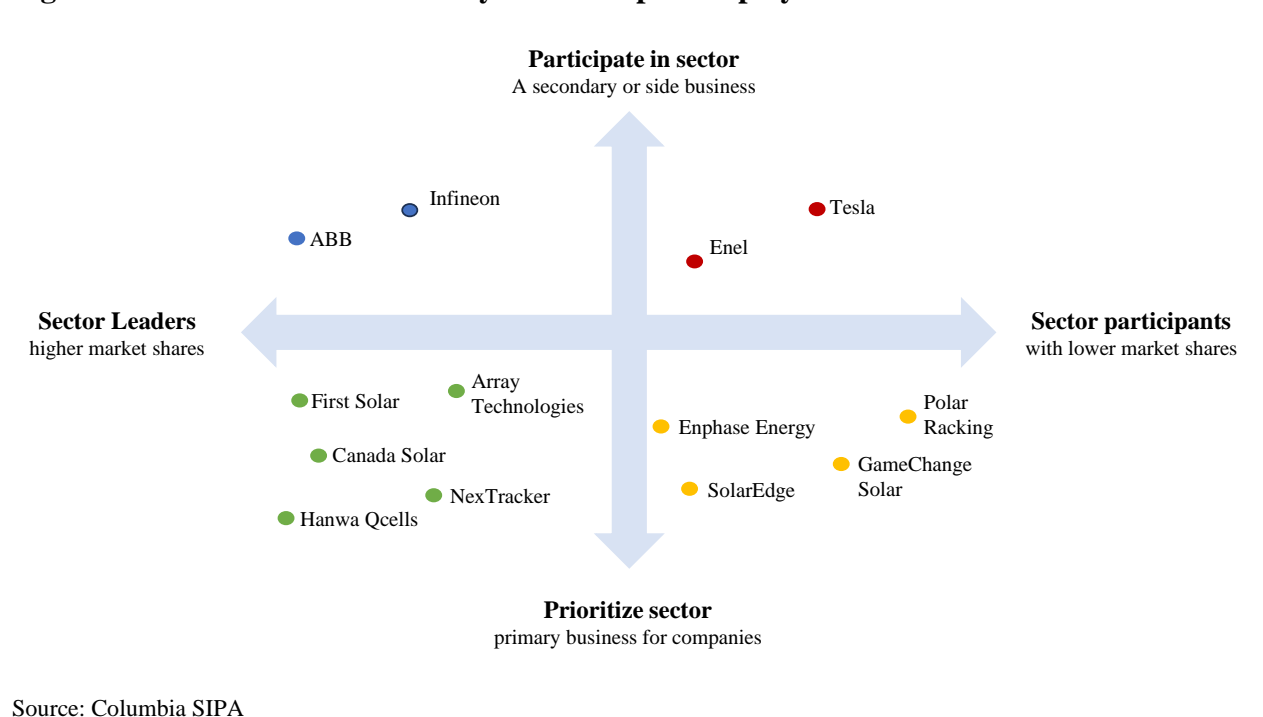 Participate in sector
A secondary or side business
Infineon
Tesla
ABB
Enel
Sector Leaders
higher market shares
Sector participants
with lower market shares
Array
Technologies
First Solar
Polar
Racking
Enphase Energy
Canada Solar
GameChange
Solar
NexTracker
SolarEdge
Hanwa Qcells
Prioritize sector
primary business for companies
Source: Columbia SIPA